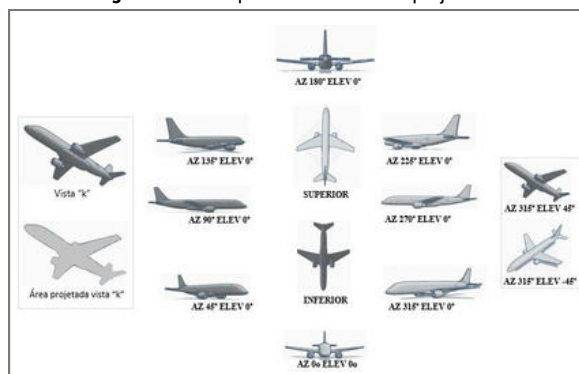 AZ 180° ELEV 0°
AZ 135° ELEV 0°
AZ 225° ELEV 0°
Vista "k"
SUPERIOR
AZ 90° ELEV 0°
AZ 270° ELEV 0°
AZ 315° ELEV 45°
Área projetada vista "k"
AZ 45° ELEV 0°
INFERIOR
AZ 315° ELEV 0°
AZ 315° ELEV -45°
AZ 0o ELEV 0o